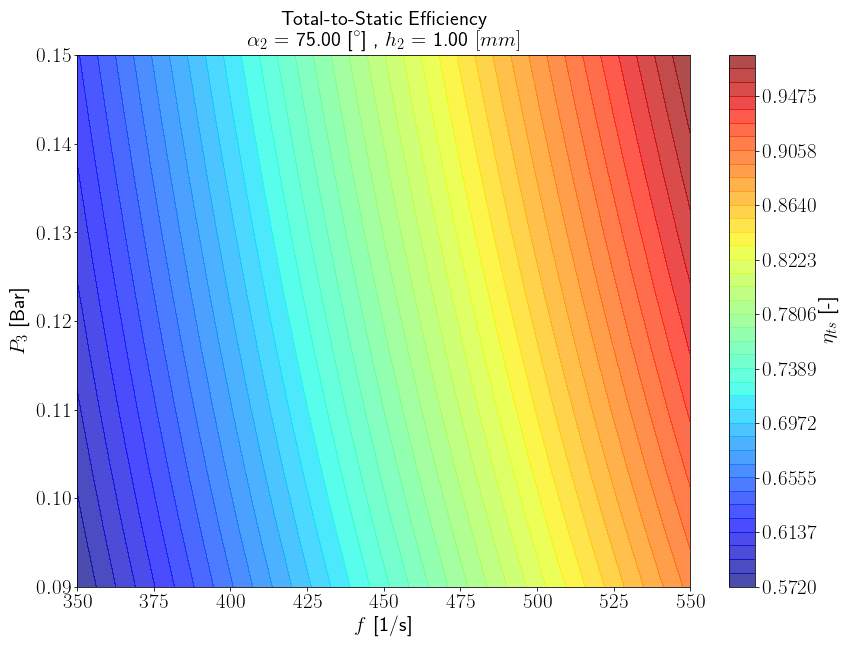 Total-to-Static Efficiency
α₂ = 75.00 [°] , h₂ = 1.00 [mm]
0.15
0.14
0.13
0.12
0.11
0.10
0.09
P₃ [Bar]
350 375 400 425 450 475 500 525 550
f [1/s]
0.9475
0.9058
0.8640
0.8223
0.7806
0.7389
0.6972
0.6555
0.6137
0.5720
η_ts [-]